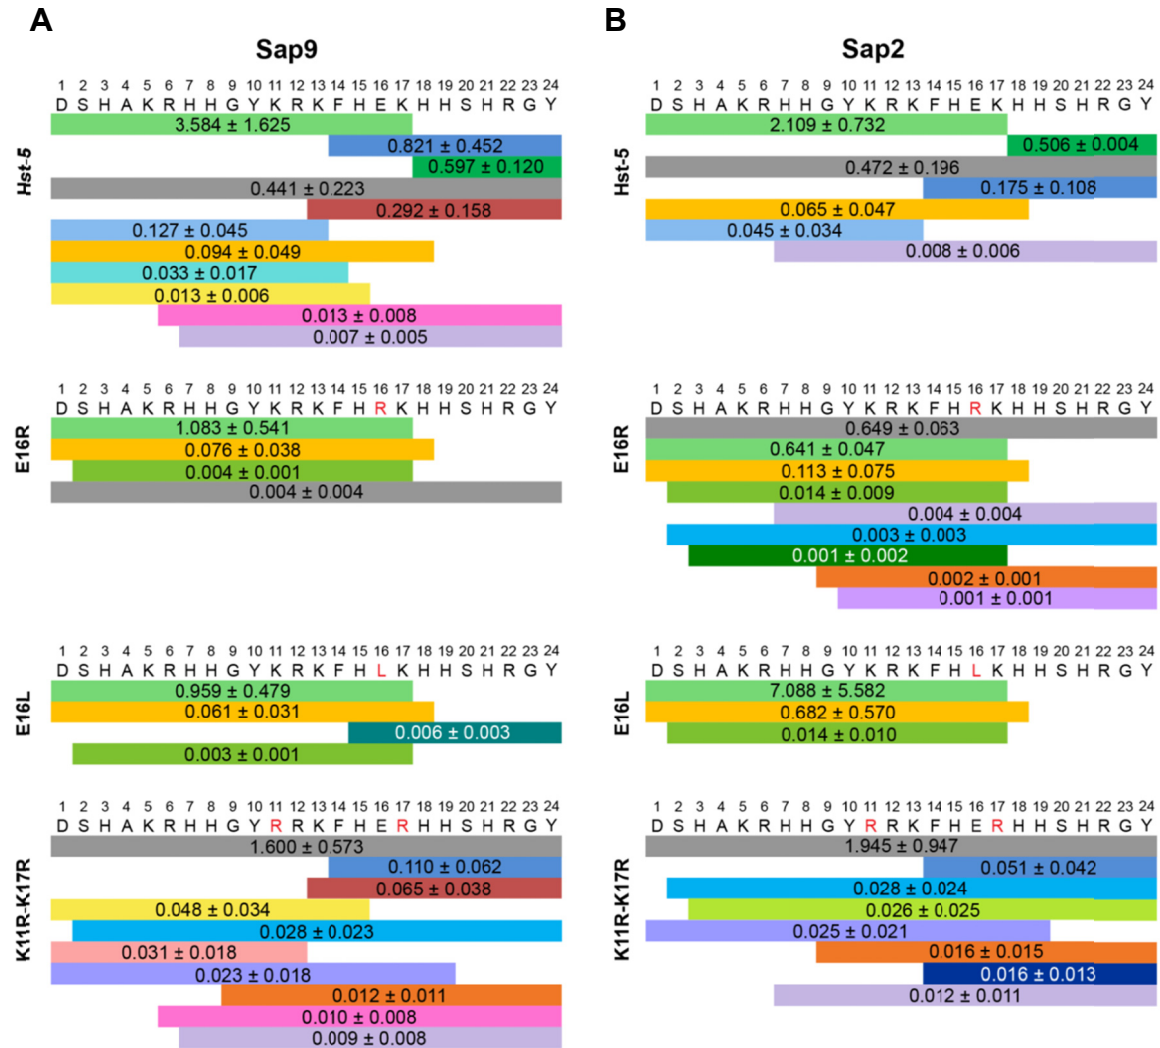 A
Sap9
1 2 3 4 5 6 7 8 9 10 11 12 13 14 15 16 17 18 19 20 21 22 23 24
D S H A K R H H G Y K R K F H E K H H S H R G Y
Hst-5
3.584 ± 1.625
0.821 ± 0.452
0.597 ± 0.120
0.441 ± 0.223
0.292 ± 0.158
0.127 ± 0.045
0.094 ± 0.049
0.033 ± 0.017
0.013 ± 0.006
0.013 ± 0.008
0.007 ± 0.005
1 2 3 4 5 6 7 8 9 10 11 12 13 14 15 16 17 18 19 20 21 22 23 24
D S H A K R H H G Y K R K F H R K H H S H R G Y
E16R
1.083 ± 0.541
0.076 ± 0.038
0.004 ± 0.001
0.004 ± 0.004
1 2 3 4 5 6 7 8 9 10 11 12 13 14 15 16 17 18 19 20 21 22 23 24
D S H A K R H H G Y K R K F H L K H H S H R G Y
E16L
0.959 ± 0.479
0.061 ± 0.031
0.006 ± 0.003
0.003 ± 0.001
1 2 3 4 5 6 7 8 9 10 11 12 13 14 15 16 17 18 19 20 21 22 23 24
D S H A K R H H G Y R R K F H E R H H S H R G Y
K11R-K17R
1.600 ± 0.573
0.110 ± 0.062
0.065 ± 0.038
0.048 ± 0.034
0.028 ± 0.023
0.031 ± 0.018
0.023 ± 0.018
0.012 ± 0.011
0.010 ± 0.008
0.009 ± 0.008
B
Sap2
1 2 3 4 5 6 7 8 9 10 11 12 13 14 15 16 17 18 19 20 21 22 23 24
D S H A K R H H G Y K R K F H E K H H S H R G Y
Hst-5
2.109 ± 0.732
0.506 ± 0.004
0.472 ± 0.196
0.175 ± 0.108
0.065 ± 0.047
0.045 ± 0.034
0.008 ± 0.006
1 2 3 4 5 6 7 8 9 10 11 12 13 14 15 16 17 18 19 20 21 22 23 24
D S H A K R H H G Y K R K F H R K H H S H R G Y
E16R
0.649 ± 0.063
0.641 ± 0.047
0.113 ± 0.075
0.014 ± 0.009
0.004 ± 0.004
0.003 ± 0.003
0.001 ± 0.002
0.002 ± 0.001
0.001 ± 0.001
1 2 3 4 5 6 7 8 9 10 11 12 13 14 15 16 17 18 19 20 21 22 23 24
D S H A K R H H G Y K R K F H L K H H S H R G Y
E16L
7.088 ± 5.582
0.682 ± 0.570
0.014 ± 0.010
1 2 3 4 5 6 7 8 9 10 11 12 13 14 15 16 17 18 19 20 21 22 23 24
D S H A K R H H G Y R R K F H E R H H S H R G Y
K11R-K17R
1.945 ± 0.947
0.051 ± 0.042
0.028 ± 0.024
0.026 ± 0.025
0.025 ± 0.021
0.016 ± 0.015
0.016 ± 0.013
0.012 ± 0.011